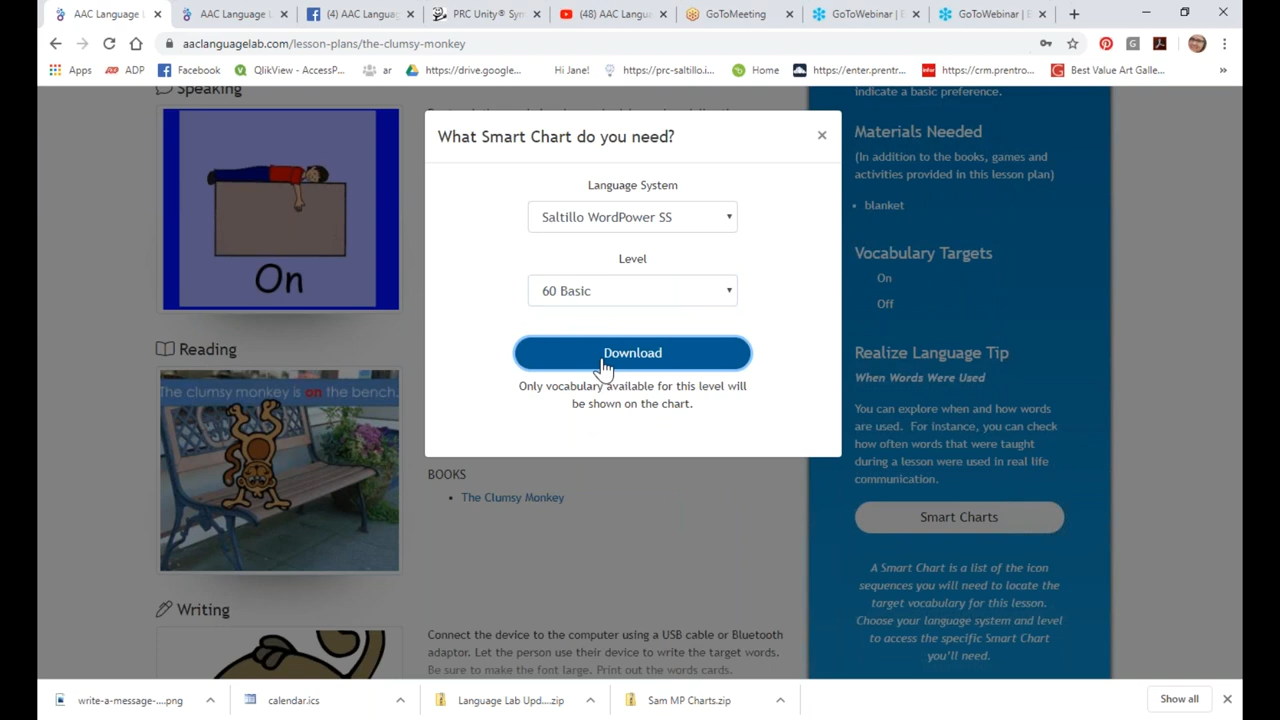 AAC Language L
AAC Language L
(4) AAC Langua
PRC Unity® Sym
(48) AAC Langu
GoToMeeting
GoToWebinar | E
GoToWebinar | E
aaclanguagelab.com/lesson-plans/the-clumsy-monkey
Apps
ADP
Facebook
QlikView - AccessP...
ar
https://drive.google...
Hi Jane!
https://prc-saltillo.i...
Home
https://enter.prentr...
https://crm.prentro...
Best Value Art Galle...
Speaking
On
Reading
The clumsy monkey is on the bench.
Writing
What Smart Chart do you need?
Language System
Saltillo WordPower SS
Level
60 Basic
Download
Only vocabulary available for this level will
be shown on the chart.
BOOKS
• The Clumsy Monkey
Connect the device to the computer using a USB cable or Bluetooth
adaptor. Let the person use their device to write the target words.
Be sure to make the font large. Print out the words cards.
indicate a basic preference.
Materials Needed
(In addition to the books, games and
activities provided in this lesson plan)
• blanket
Vocabulary Targets
On
Off
Realize Language Tip
When Words Were Used
You can explore when and how words
are used. For instance, you can check
how often words that were taught
during a lesson were used in real life
communication.
Smart Charts
A Smart Chart is a list of the icon
sequences you will need to locate the
target vocabulary for this lesson.
Choose your language system and level
to access the specific Smart Chart
you'll need.
write-a-message-....png
calendar.ics
Language Lab Upd....zip
Sam MP Charts.zip
Show all